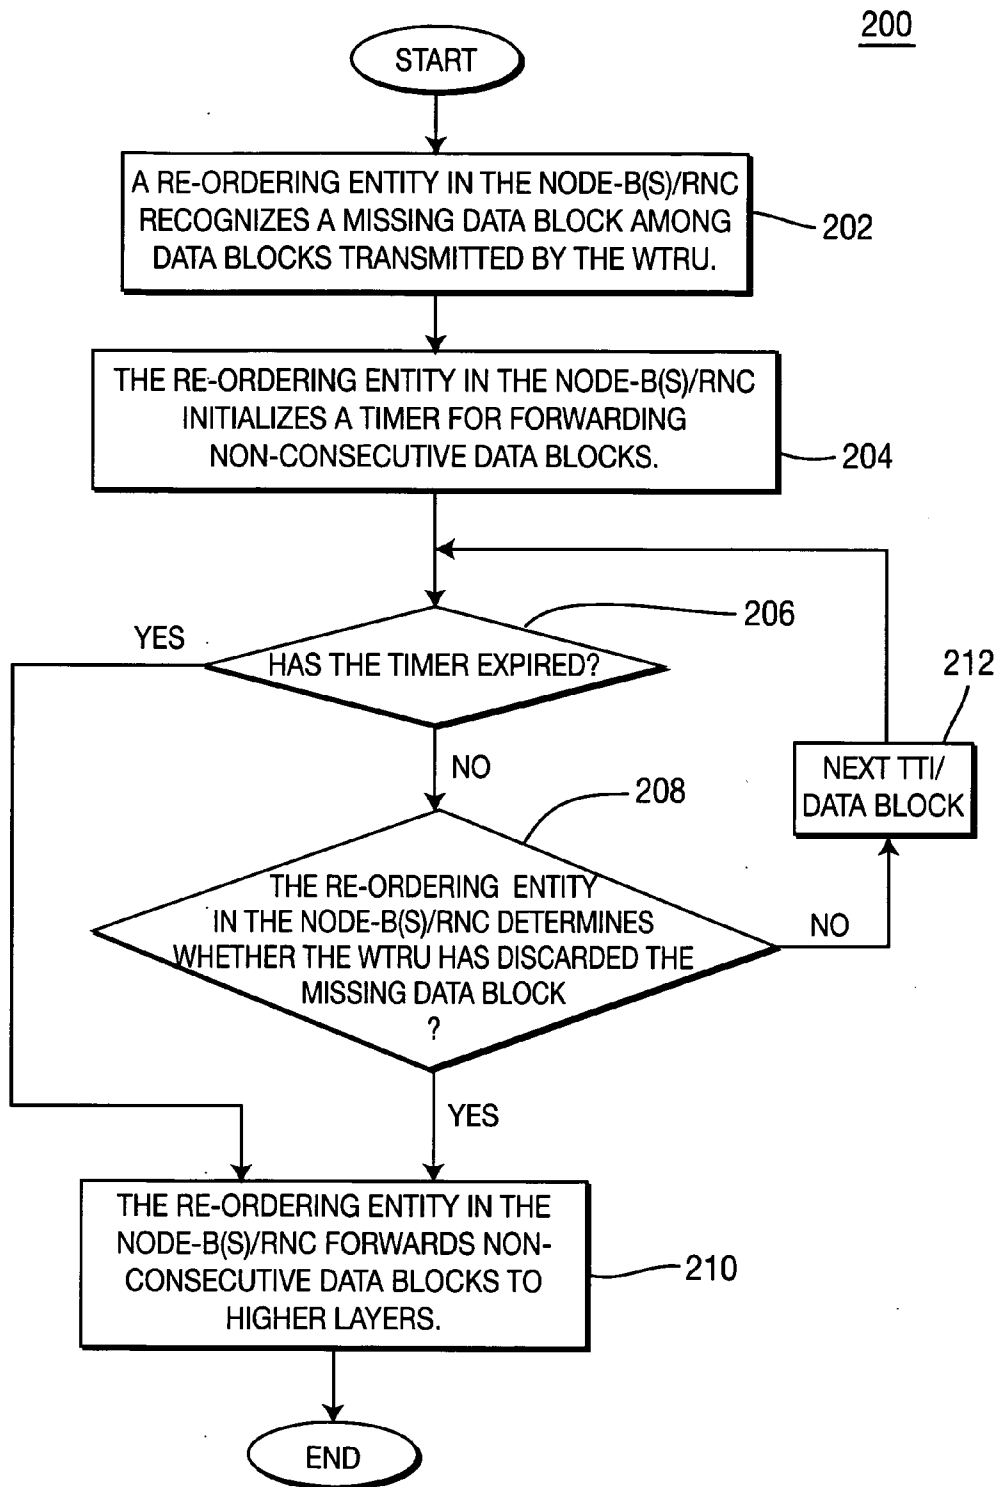 200
START
A RE-ORDERING ENTITY IN THE NODE-B(S)/RNC
RECOGNIZES A MISSING DATA BLOCK AMONG
DATA BLOCKS TRANSMITTED BY THE WTRU.
202
THE RE-ORDERING ENTITY IN THE NODE-B(S)/RNC
INITIALIZES A TIMER FOR FORWARDING
NON-CONSECUTIVE DATA BLOCKS.
204
206
YES
HAS THE TIMER EXPIRED?
212
NO
NEXT TTI/
DATA BLOCK
208
THE RE-ORDERING ENTITY
IN THE NODE-B(S)/RNC DETERMINES
WHETHER THE WTRU HAS DISCARDED THE
MISSING DATA BLOCK
?
NO
YES
THE RE-ORDERING ENTITY IN THE
NODE-B(S)/RNC FORWARDS NON-
CONSECUTIVE DATA BLOCKS TO
HIGHER LAYERS.
210
END